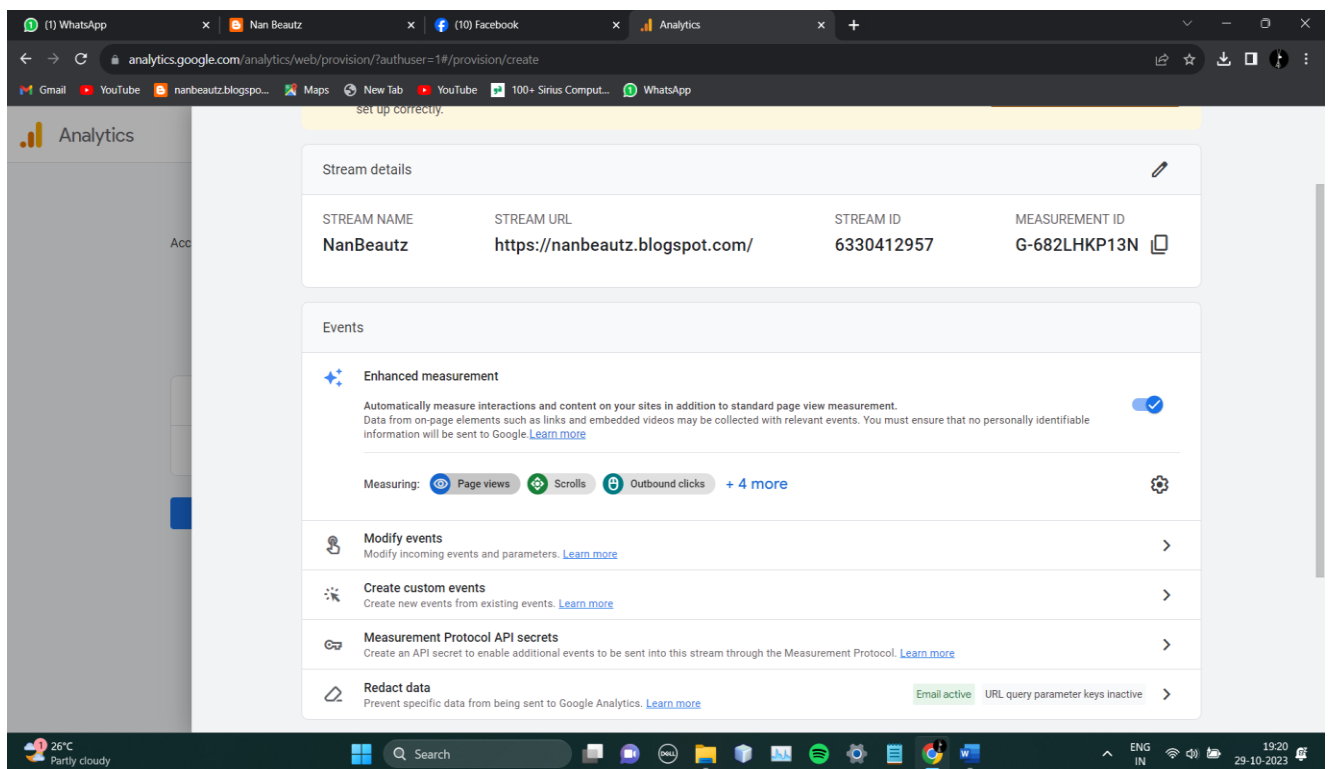 (1) WhatsApp
Nan Beautz
(10) Facebook
Analytics
analytics.google.com/analytics/web/provision/?authuser=1#/provision/create
Gmail
YouTube
nanbeautz.blogspo...
Maps
New Tab
YouTube
100+ Sirius Comput...
WhatsApp
set up correctly.
Analytics
Stream details
STREAM NAME
STREAM URL
STREAM ID
MEASUREMENT ID
Acc
NanBeautz
https://nanbeautz.blogspot.com/
6330412957
G-682LHKP13N
Events
Enhanced measurement
Automatically measure interactions and content on your sites in addition to standard page view measurement.
Data from on-page elements such as links and embedded videos may be collected with relevant events. You must ensure that no personally identifiable
information will be sent to Google.Learn more
Measuring:
Page views
Scrolls
Outbound clicks
+ 4 more
Modify events
Modify incoming events and parameters. Learn more
Create custom events
Create new events from existing events. Learn more
Measurement Protocol API secrets
Create an API secret to enable additional events to be sent into this stream through the Measurement Protocol. Learn more
Redact data
Email active
URL query parameter keys inactive
Prevent specific data from being sent to Google Analytics. Learn more
1
26°C
Partly cloudy
Search
DELL
ENG
IN
19:20
29-10-2023